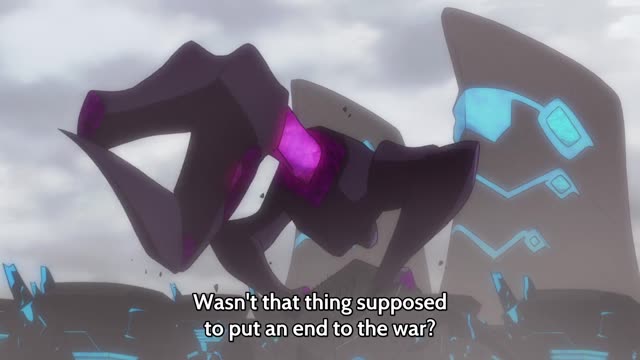 Wasn't that thing supposed
to put an end to the war?